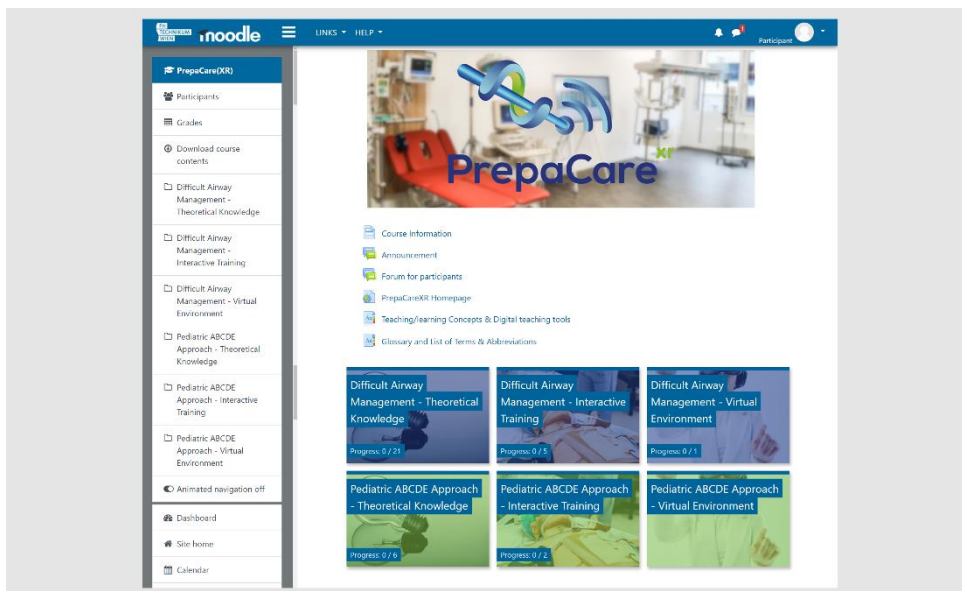 FH
TECHNIKUM
WIEN
moodle
LINKS
HELP
Participant
PrepaCare(XR)
Participants
Grades
Download course
contents
Difficult Airway
Management -
Theoretical Knowledge
Difficult Airway
Management -
Interactive Training
Difficult Airway
Management - Virtual
Environment
Pediatric ABCDE
Approach - Theoretical
Knowledge
Pediatric ABCDE
Approach - Interactive
Training
Pediatric ABCDE
Approach - Virtual
Environment
Animated navigation off
Dashboard
Site home
Calendar
PrepaCare xr
Course Information
Announcement
Forum for participants
PrepaCareXR Homepage
Teaching/learning Concepts & Digital teaching tools
Glossary and List of Terms & Abbreviations
Difficult Airway
Management - Theoretical
Knowledge
Progress: 0 / 21
Difficult Airway
Management - Interactive
Training
Progress: 0 / 5
Difficult Airway
Management - Virtual
Environment
Progress: 0 / 1
Pediatric ABCDE Approach
- Theoretical Knowledge
Progress: 0 / 6
Pediatric ABCDE Approach
- Interactive Training
Progress: 0 / 2
Pediatric ABCDE Approach
- Virtual Environment